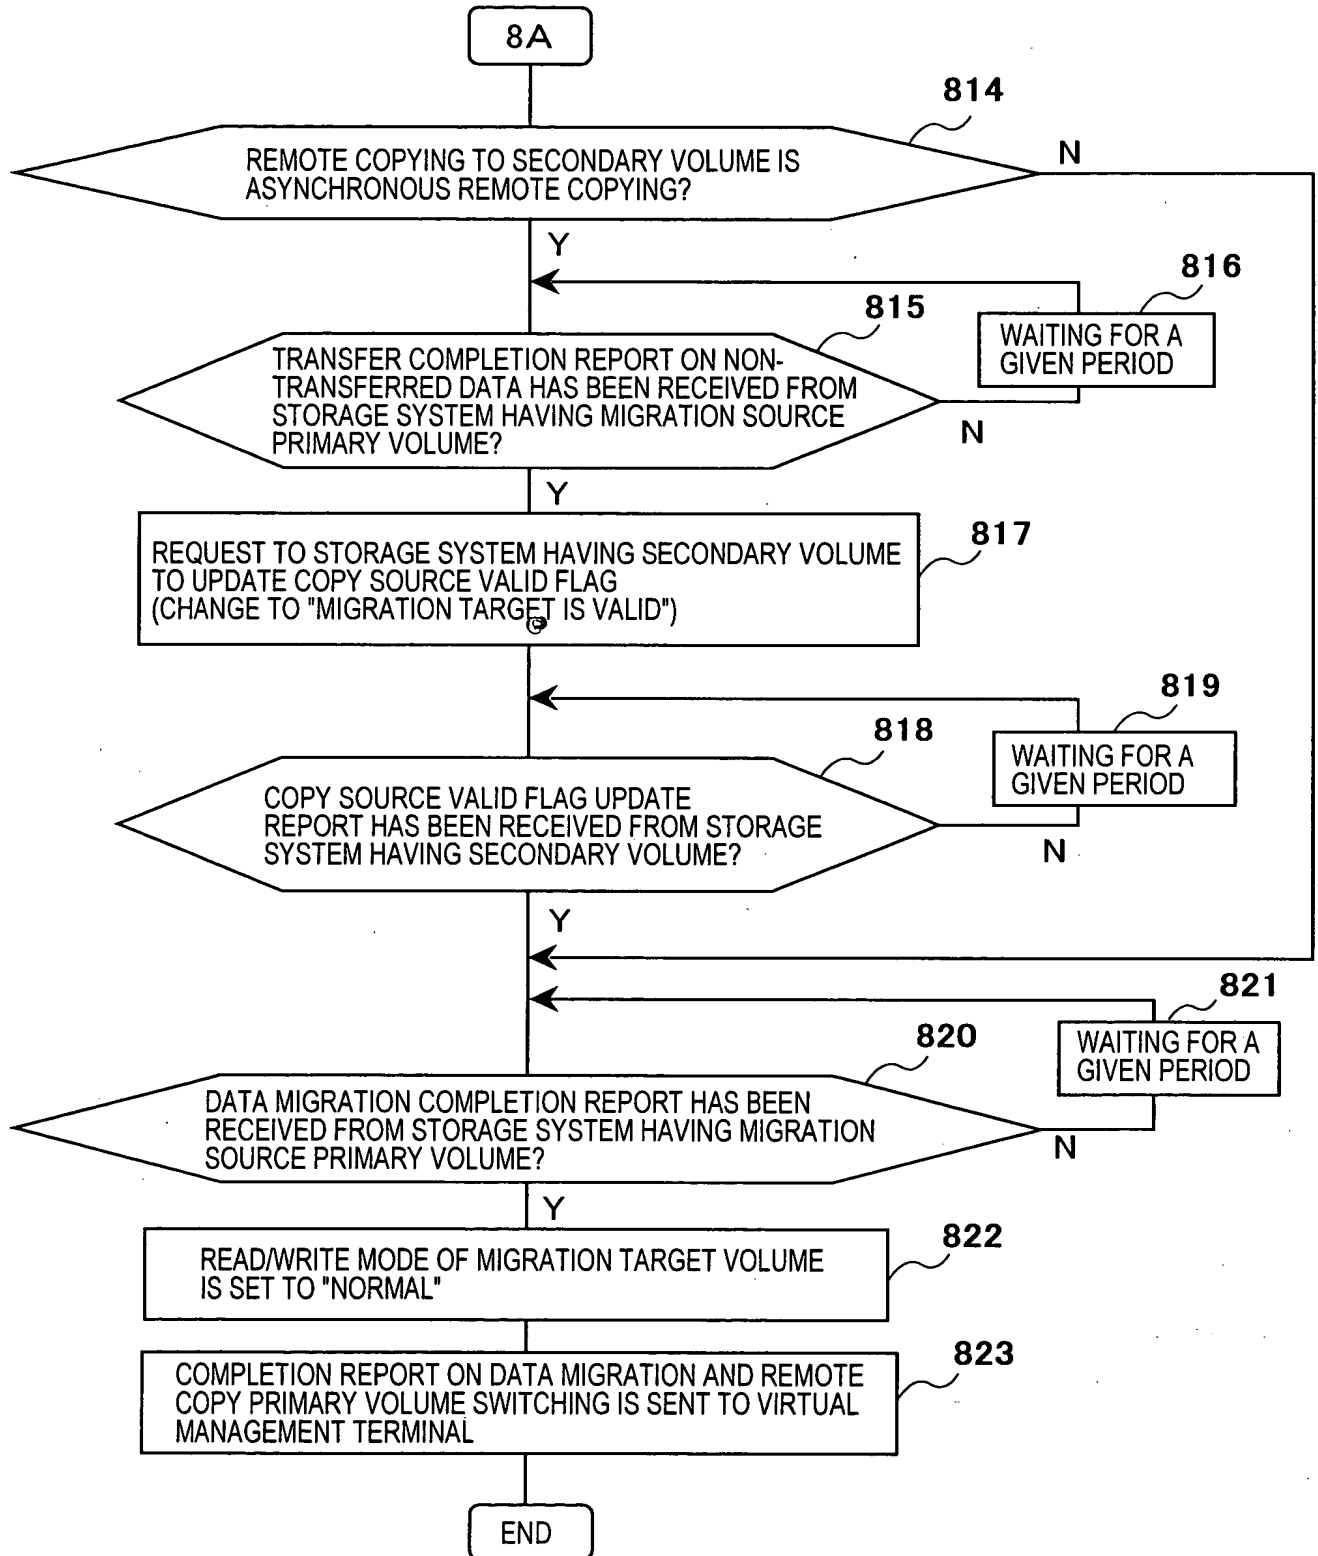 8A
814
REMOTE COPYING TO SECONDARY VOLUME IS
ASYNCHRONOUS REMOTE COPYING?
N
Y
816
WAITING FOR A
GIVEN PERIOD
815
TRANSFER COMPLETION REPORT ON NON-
TRANSFERRED DATA HAS BEEN RECEIVED FROM
STORAGE SYSTEM HAVING MIGRATION SOURCE
PRIMARY VOLUME?
N
Y
817
REQUEST TO STORAGE SYSTEM HAVING SECONDARY VOLUME
TO UPDATE COPY SOURCE VALID FLAG
(CHANGE TO "MIGRATION TARGET IS VALID")
819
WAITING FOR A
GIVEN PERIOD
818
COPY SOURCE VALID FLAG UPDATE
REPORT HAS BEEN RECEIVED FROM STORAGE
SYSTEM HAVING SECONDARY VOLUME?
N
Y
821
WAITING FOR A
GIVEN PERIOD
820
DATA MIGRATION COMPLETION REPORT HAS BEEN
RECEIVED FROM STORAGE SYSTEM HAVING MIGRATION
SOURCE PRIMARY VOLUME?
N
Y
822
READ/WRITE MODE OF MIGRATION TARGET VOLUME
IS SET TO "NORMAL"
823
COMPLETION REPORT ON DATA MIGRATION AND REMOTE
COPY PRIMARY VOLUME SWITCHING IS SENT TO VIRTUAL
MANAGEMENT TERMINAL
END